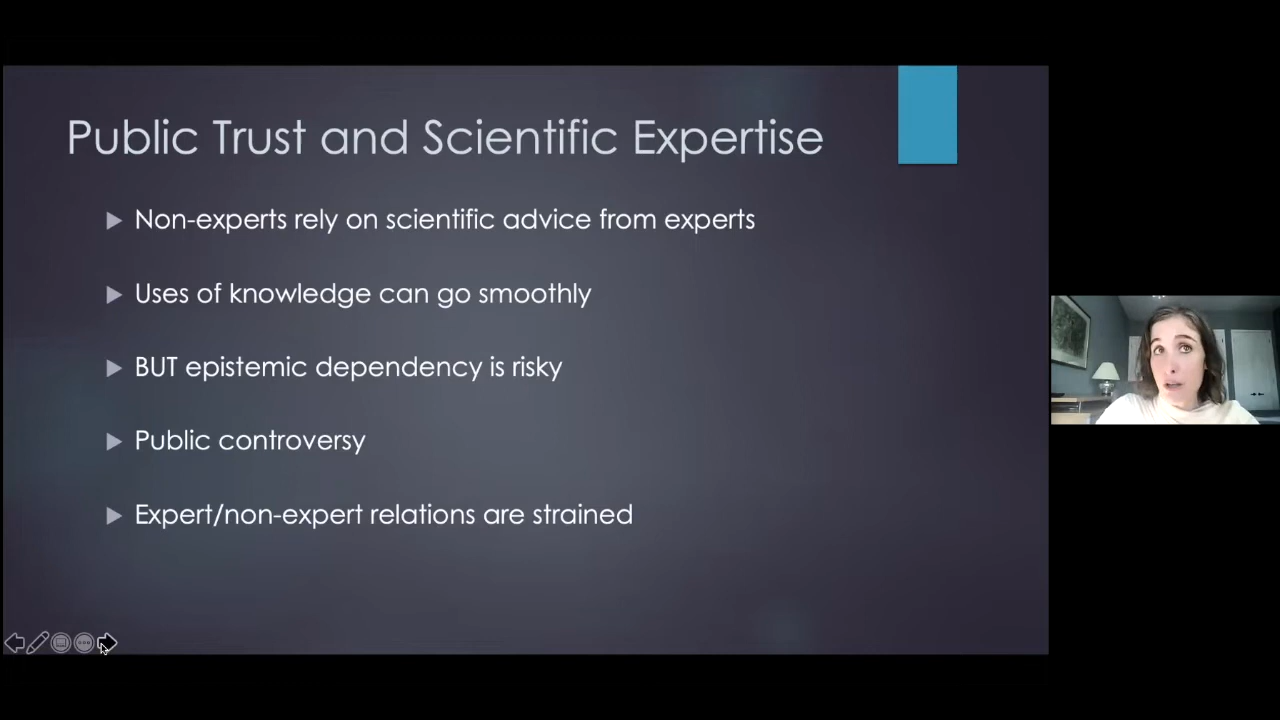 Public Trust and Scientific Expertise
Non-experts rely on scientific advice from experts
Uses of knowledge can go smoothly
BUT epistemic dependency is risky
Public controversy
Expert/non-expert relations are strained